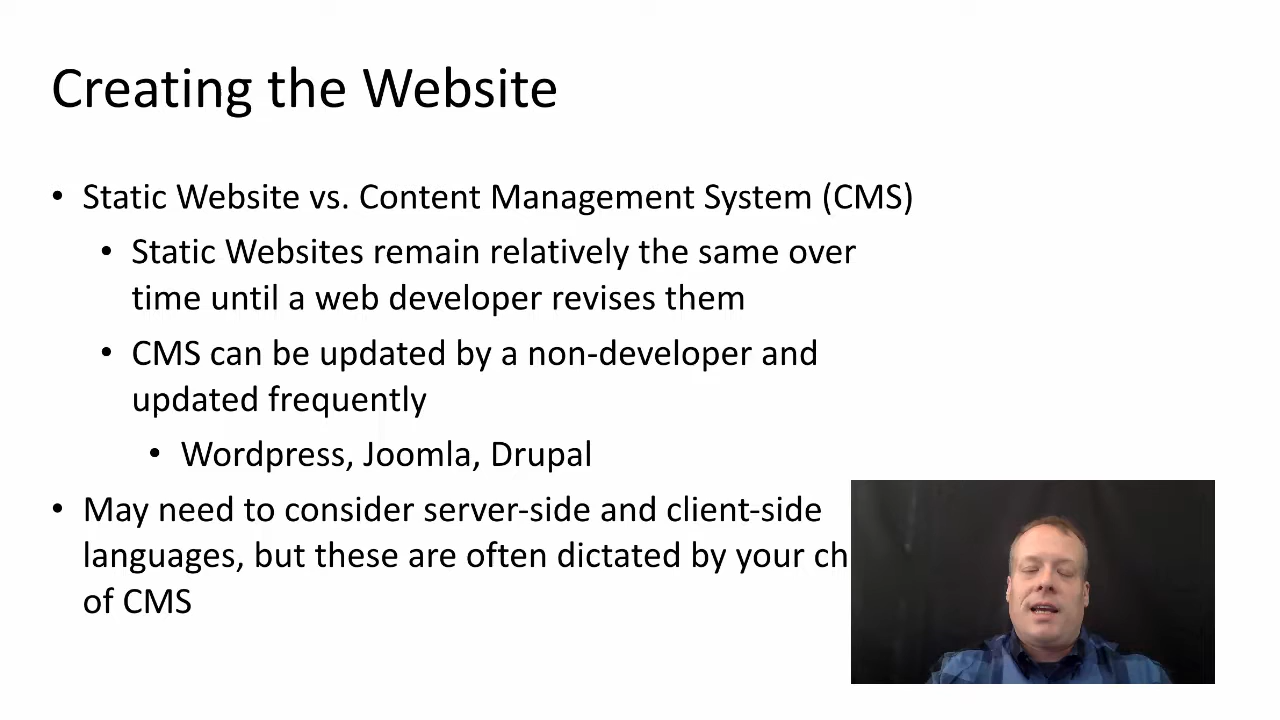 Creating the Website
• Static Website vs. Content Management System (CMS)
• Static Websites remain relatively the same over
time until a web developer revises them
• CMS can be updated by a non-developer and
updated frequently
• Wordpress, Joomla, Drupal
• May need to consider server-side and client-side
languages, but these are often dictated by your
of CMS